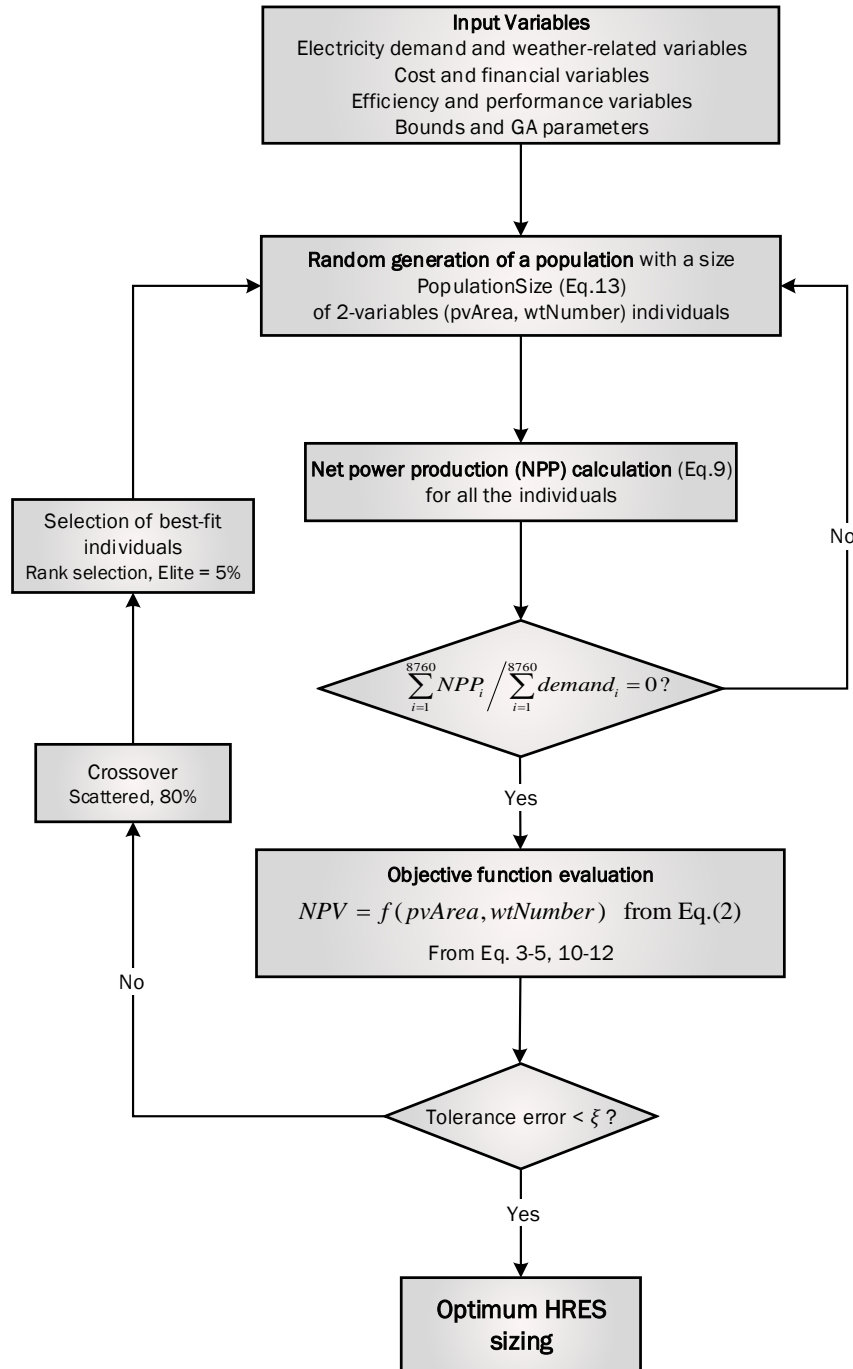 Input Variables
Electricity demand and weather-related variables
Cost and financial variables
Efficiency and performance variables
Bounds and GA parameters
Random generation of a population with a size
PopulationSize (Eq.13)
of 2-variables (pvArea, wtNumber) individuals
Net power production (NPP) calculation (Eq.9)
for all the individuals
No
Selection of best-fit
individuals
Rank selection, Elite = 5%
\sum_{i=1}^{8760} NPP_i / \sum_{i=1}^{8760} demand_i = 0 ?
Crossover
Scattered, 80%
Yes
Objective function evaluation
NPV = f(pvArea, wtNumber) from Eq.(2)
From Eq. 3-5, 10-12
No
Tolerance error < ξ ?
Yes
Optimum HRES
sizing